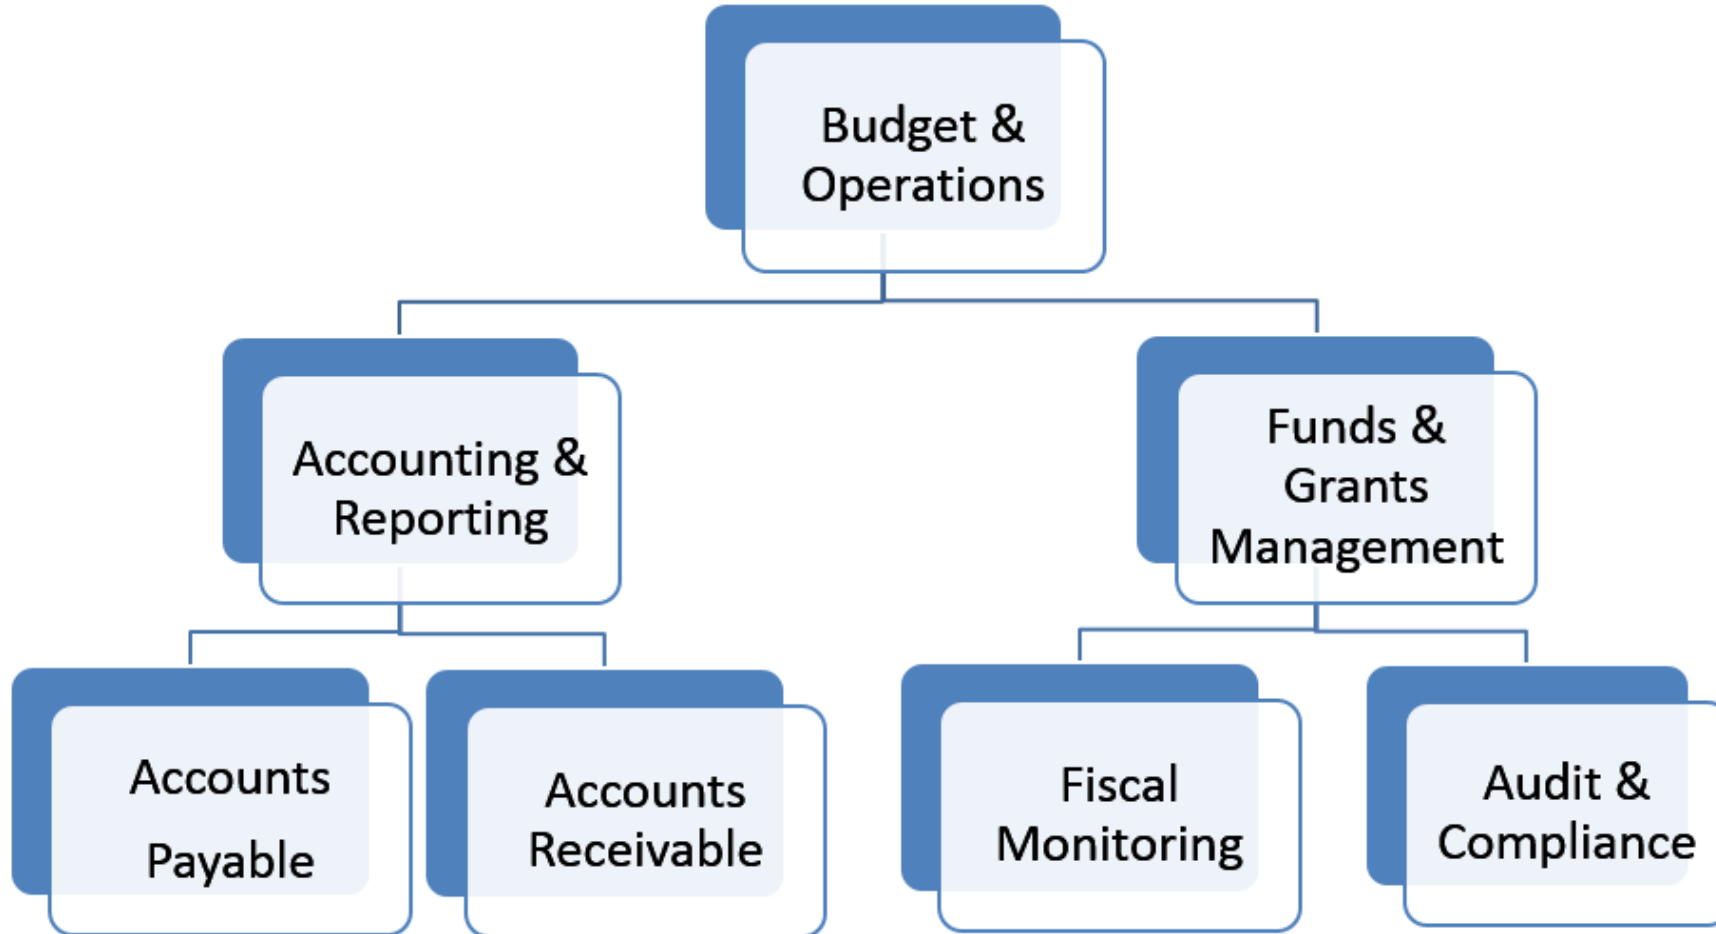 Budget &
Operations
Accounting &
Reporting
Funds &
Grants
Management
Accounts
Payable
Accounts
Receivable
Fiscal
Monitoring
Audit &
Compliance